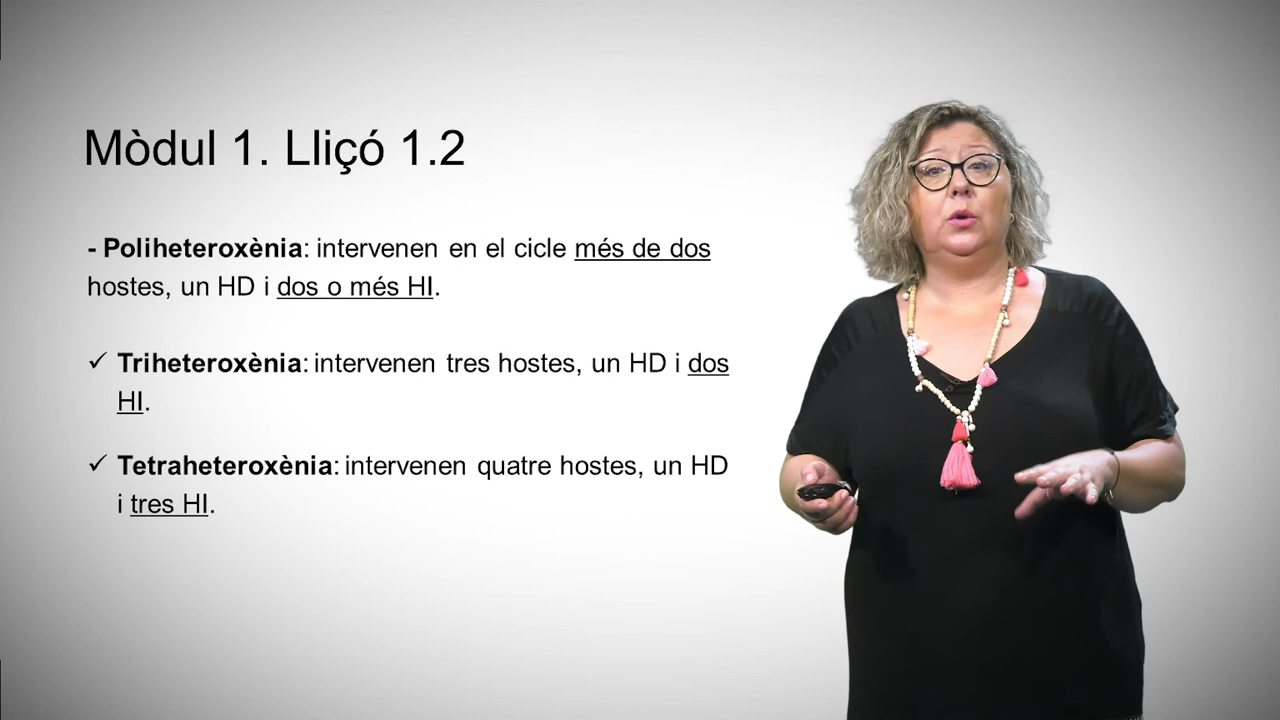 Mòdul 1. Lliçó 1.2
- Poliheteroxènia: intervenen en el cicle més de dos
hostes, un HD i dos o més HI.
✓ Triheteroxènia: intervenen tres hostes, un HD i dos
HI.
✓ Tetraheteroxènia: intervenen quatre hostes, un HD
i tres HI.